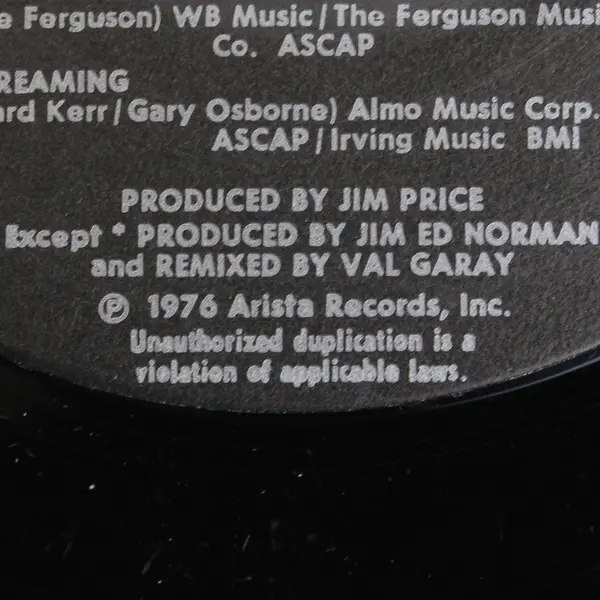 e Ferguson) WB Music/The Ferguson Musi
Co. ASCAP
REAMING
ard Kerr/Gary Osborne) Almo Music Corp.
ASCAP/Irving Music BMI
PRODUCED BY JIM PRICE
Except * PRODUCED BY JIM ED NORMAN
and REMIXED BY VAL GARAY
℗ 1976 Arista Records, Inc.
Unauthorized duplication is a
violation of applicable laws.